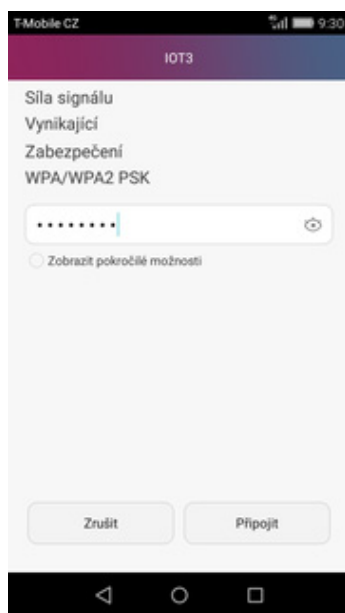 T-Mobile CZ 9:30
IOT3
Síla signálu
Vynikající
Zabezpečení
WPA/WPA2 PSK
••••••••
Zobrazit pokročilé možnosti
Zrušit Připojit